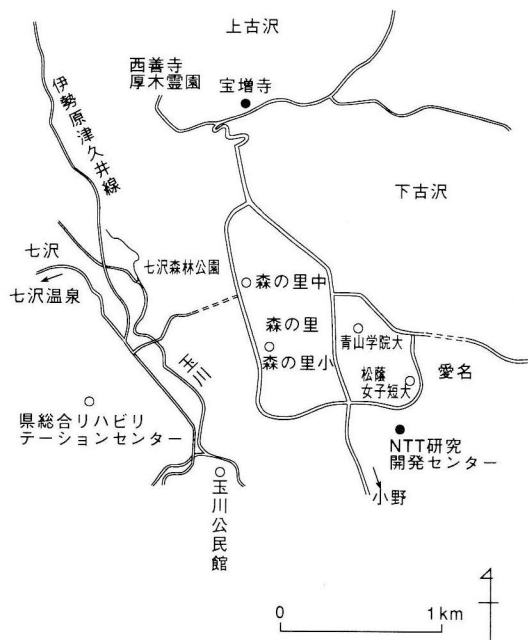 上古沢
西善寺
厚木霊園
宝増寺
伊勢原津久井線
下古沢
七沢
七沢森林公園
七沢温泉
森の里中
森の里
森の里小
青山学院大
玉川
松蔭
女子短大
愛名
県総合リハビリ
テーションセンター
NTT研究
開発センター
玉川公民館
小野
0
1km